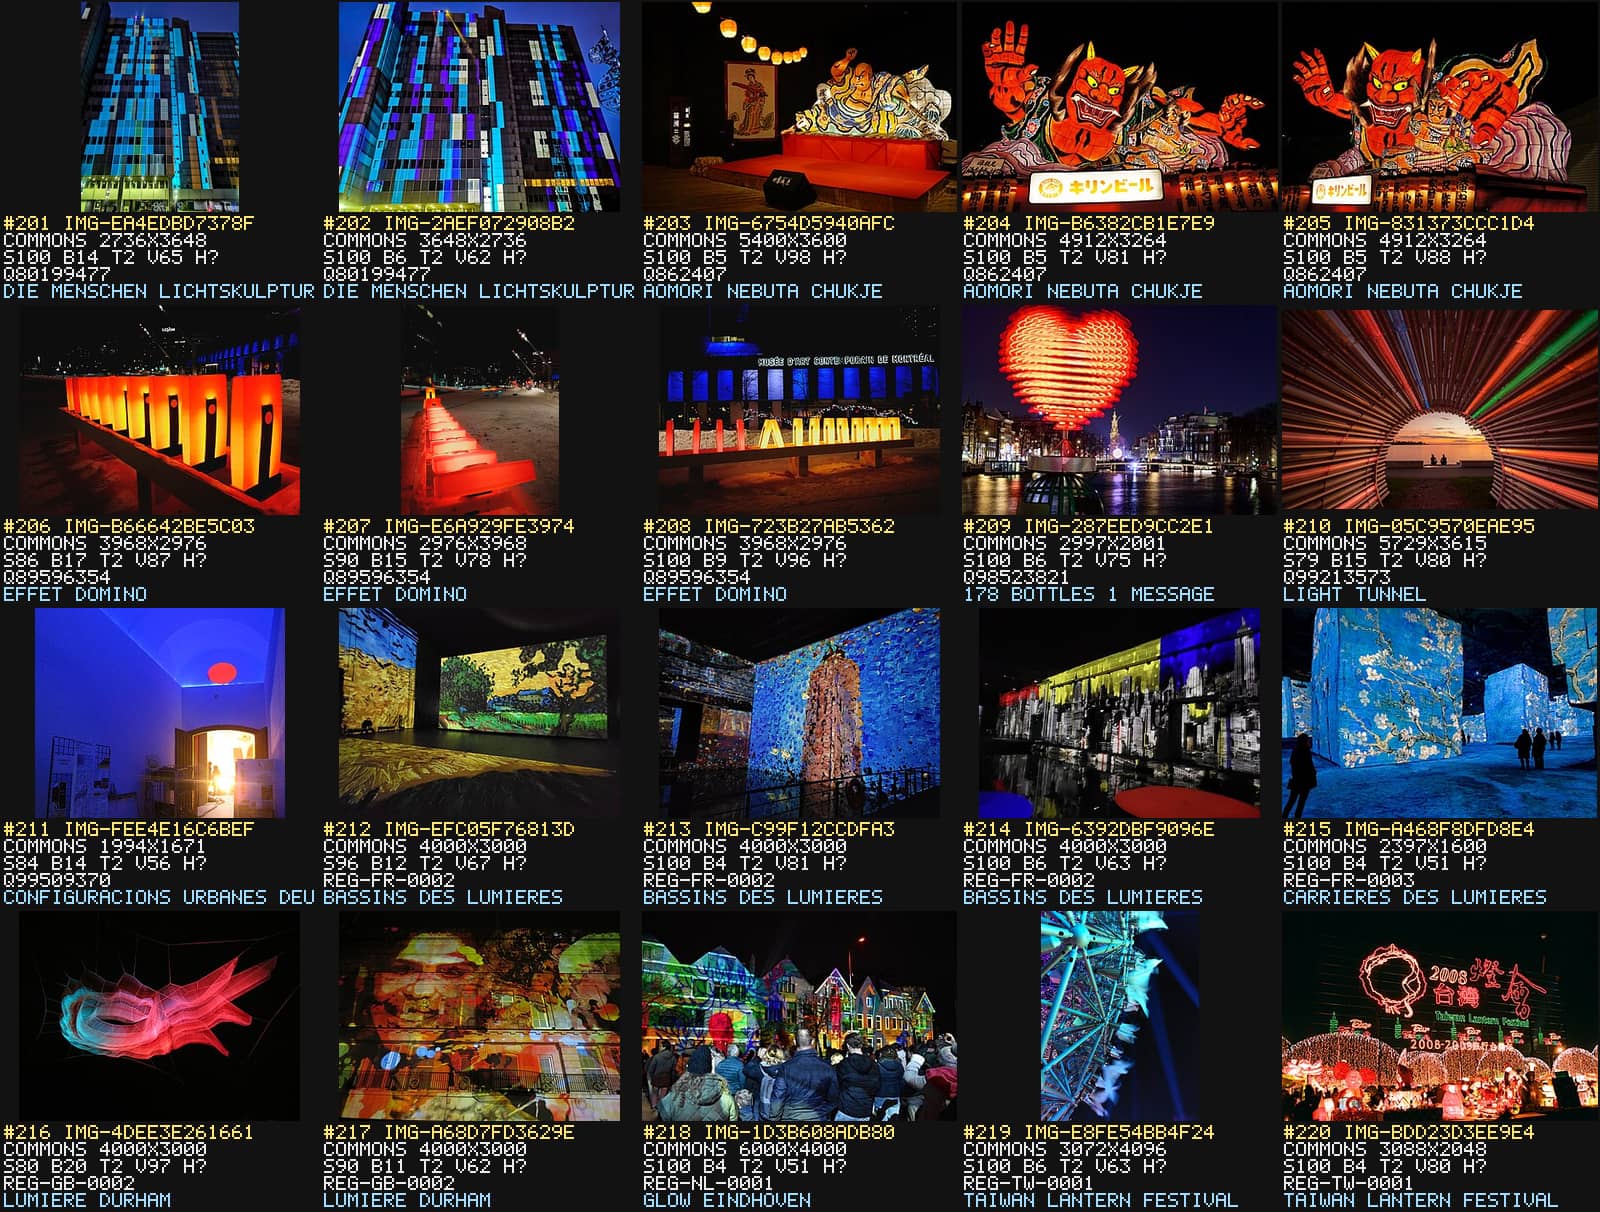 #201 IMG-EA4EDBD7378F
COMMONS 2736X3648
S100 B14 T2 V65 H?
Q80199477
DIE MENSCHEN LICHTSKULPTUR
#202 IMG-2AEF072908B2
COMMONS 3648X2736
S100 B6 T2 V62 H?
Q80199477
DIE MENSCHEN LICHTSKULPTUR
#203 IMG-6754D5940AFC
COMMONS 5400X3600
S100 B5 T2 V98 H?
Q862407
AOMORI NEBUTA CHUKJE
キリンビール
#204 IMG-B6382CB1E7E9
COMMONS 4912X3264
S100 B5 T2 V81 H?
Q862407
AOMORI NEBUTA CHUKJE
キリンビール
#205 IMG-831373CCC1D4
COMMONS 4912X3264
S100 B5 T2 V88 H?
Q862407
AOMORI NEBUTA CHUKJE
#206 IMG-B66642BE5C03
COMMONS 3968X2976
S86 B17 T2 V87 H?
Q89596354
EFFET DOMINO
#207 IMG-E6A929FE3974
COMMONS 2976X3968
S90 B15 T2 V78 H?
Q89596354
EFFET DOMINO
MUSÉE D'ART CONTEMPORAIN DE MONTRÉAL
#208 IMG-723B27AB5362
COMMONS 3968X2976
S100 B9 T2 V96 H?
Q89596354
EFFET DOMINO
#209 IMG-287EED9CC2E1
COMMONS 2997X2001
S100 B6 T2 V75 H?
Q98523821
178 BOTTLES 1 MESSAGE
#210 IMG-05C9570EAE95
COMMONS 5729X3615
S79 B15 T2 V80 H?
Q99213573
LIGHT TUNNEL
#211 IMG-FEE4E16C6BEF
COMMONS 1994X1671
S84 B14 T2 V56 H?
Q99509370
CONFIGURACIONS URBANES DEU
#212 IMG-EFC05F76813D
COMMONS 4000X3000
S96 B12 T2 V67 H?
REG-FR-0002
BASSINS DES LUMIERES
#213 IMG-C99F12CCDFA3
COMMONS 4000X3000
S100 B4 T2 V81 H?
REG-FR-0002
BASSINS DES LUMIERES
#214 IMG-6392DBF9096E
COMMONS 4000X3000
S100 B6 T2 V63 H?
REG-FR-0002
BASSINS DES LUMIERES
#215 IMG-A468F8DFD8E4
COMMONS 2397X1600
S100 B4 T2 V51 H?
REG-FR-0003
CARRIERES DES LUMIERES
#216 IMG-4DEE3E261661
COMMONS 4000X3000
S80 B20 T2 V97 H?
REG-GB-0002
LUMIERE DURHAM
#217 IMG-A68D7FD3629E
COMMONS 4000X3000
S90 B11 T2 V62 H?
REG-GB-0002
LUMIERE DURHAM
#218 IMG-1D3B608ADB80
COMMONS 6000X4000
S100 B4 T2 V51 H?
REG-NL-0001
GLOW EINDHOVEN
#219 IMG-E8FE54BB4F24
COMMONS 3072X4096
S100 B6 T2 V63 H?
REG-TW-0001
TAIWAN LANTERN FESTIVAL
2008 燈會
台灣
Taiwan Lantern Festival
#220 IMG-BDD23D3EE9E4
COMMONS 3088X2048
S100 B4 T2 V80 H?
REG-TW-0001
TAIWAN LANTERN FESTIVAL